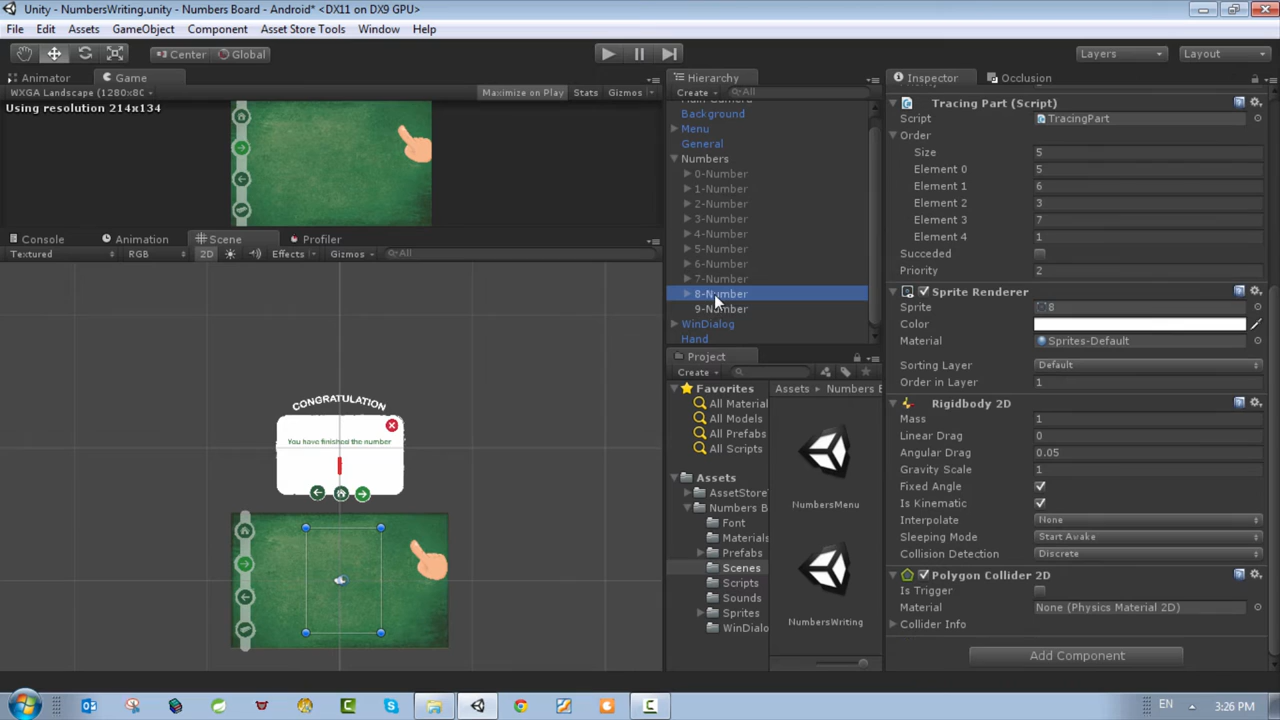 Unity - NumbersWriting.unity - Numbers Board - Android* <DX11 on DX9 GPU>
File Edit Assets GameObject Component Asset Store Tools Window Help
Center Global Layers Layout
Animator Game
WXGA Landscape (1280x8C Maximize on Play Stats Gizmos
Using resolution 214x134
Console Animation Scene Profiler
Textured RGB 2D Effects Gizmos All
CONGRATULATION
You have finished the number
Hierarchy
Create All
Main Camera
Background
Menu
General
Numbers
0-Number
1-Number
2-Number
3-Number
4-Number
5-Number
6-Number
7-Number
8-Number
9-Number
WinDialog
Hand
Project
Create
Favorites
All Material
All Models
All Prefabs
All Scripts
Assets
AssetStore
Numbers B
Font
Materials
Prefabs
Scenes
Scripts
Sounds
Sprites
WinDialo
Assets Numbers B
NumbersMenu
NumbersWriting
Inspector Occlusion
Tracing Part (Script)
Script TracingPart
Order
Size 5
Element 0 5
Element 1 6
Element 2 3
Element 3 7
Element 4 1
Succeded
Priority 2
Sprite Renderer
Sprite 8
Color
Material Sprites-Default
Sorting Layer Default
Order in Layer 1
Rigidbody 2D
Mass 1
Linear Drag 0
Angular Drag 0.05
Gravity Scale 1
Fixed Angle
Is Kinematic
Interpolate None
Sleeping Mode Start Awake
Collision Detection Discrete
Polygon Collider 2D
Is Trigger
Material None (Physics Material 2D)
Collider Info
Add Component
EN 3:26 PM